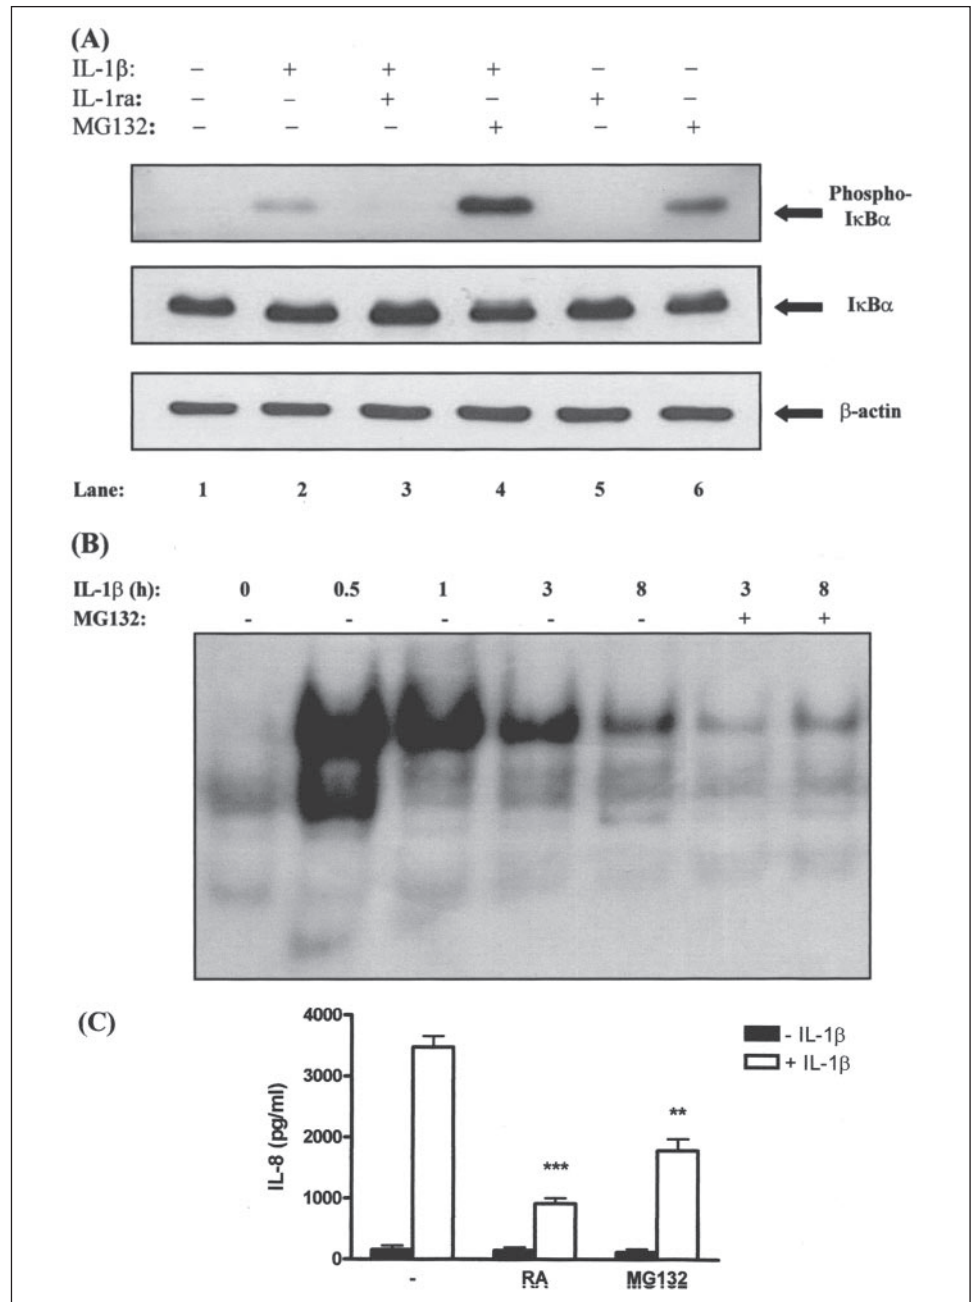 (A)
IL-1β: – + + + – –
IL-1ra: – – + – + –
MG132: – – – + – +
Phospho-
IκBα
IκBα
β-actin
Lane: 1 2 3 4 5 6
(B)
IL-1β (h): 0 0.5 1 3 8 3 8
MG132: - - - - - + +
(C)
4000
3000
2000
1000
0
IL-8 (pg/ml)
- IL-1β
+ IL-1β
***
**
- RA MG132